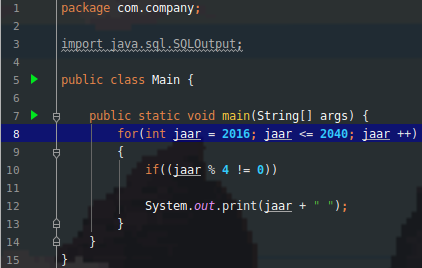 1 package com.company;
2
3 import java.sql.SQLOutput;
4
5 public class Main {
6
7 public static void main(String[] args) {
8 for(int jaar = 2016; jaar <= 2040; jaar ++)
9 {
10 if((jaar % 4 != 0))
11
12 System.out.print(jaar + " ");
13 }
14 }
15 }